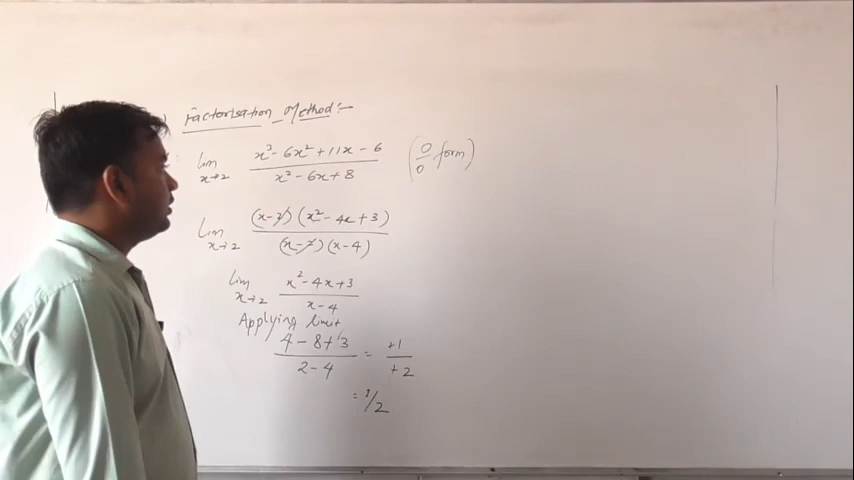 Factorisation Method :-
lim x→2 (x³ - 6x² + 11x - 6)/(x² - 6x + 8) (0/0 form)
lim x→2 (x-2)(x² - 4x + 3)/(x-2)(x-4)
lim x→2 (x² - 4x + 3)/(x-4)
Applying limit
(4 - 8 + 3)/(2 - 4) = +1/+2
= 1/2